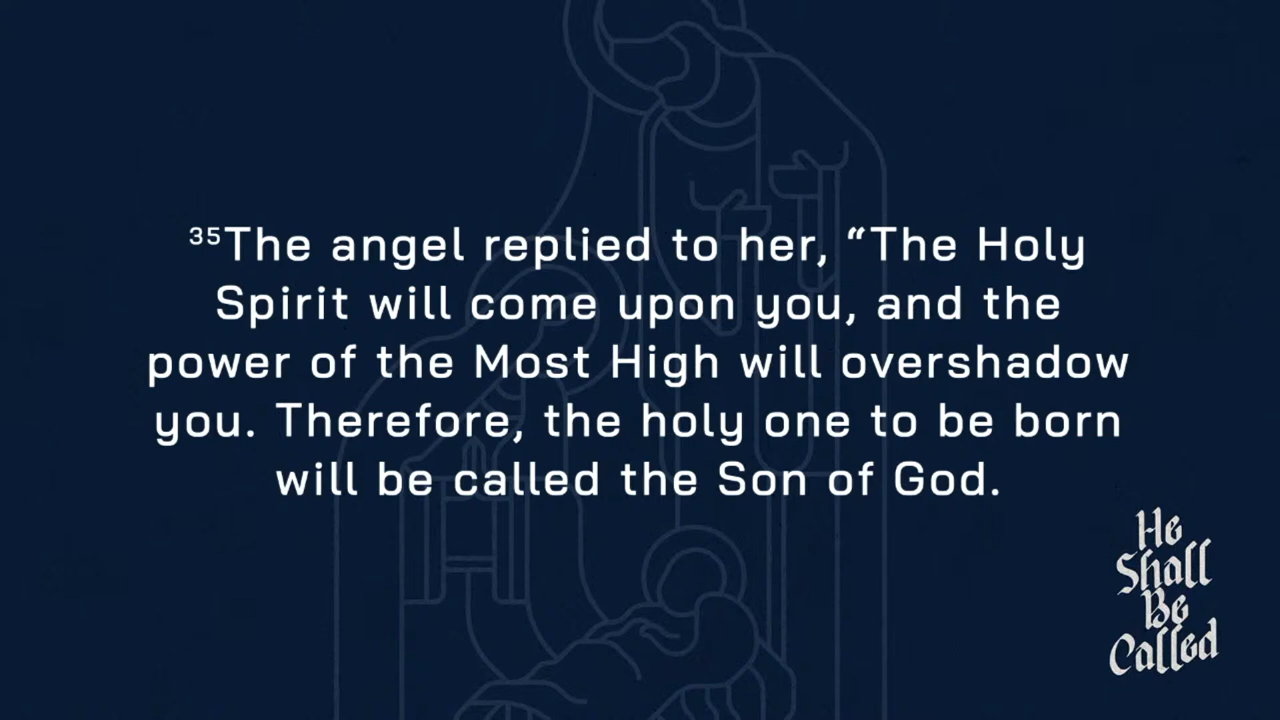 ³⁵The angel replied to her, “The Holy
Spirit will come upon you, and the
power of the Most High will overshadow
you. Therefore, the holy one to be born
will be called the Son of God.
He
Shall
Be
Called